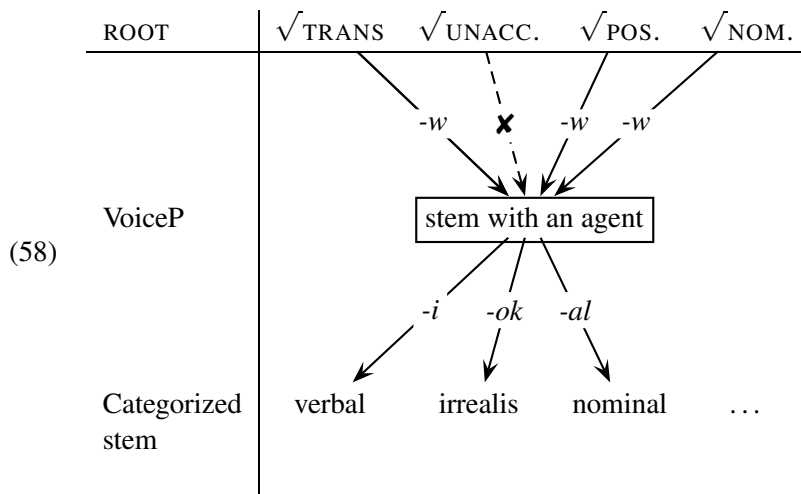 ROOT √TRANS √UNACC. √POS. √NOM.
-w ✘ -w -w
VoiceP stem with an agent
(58)
-i -ok -al
Categorized verbal irrealis nominal ...
stem